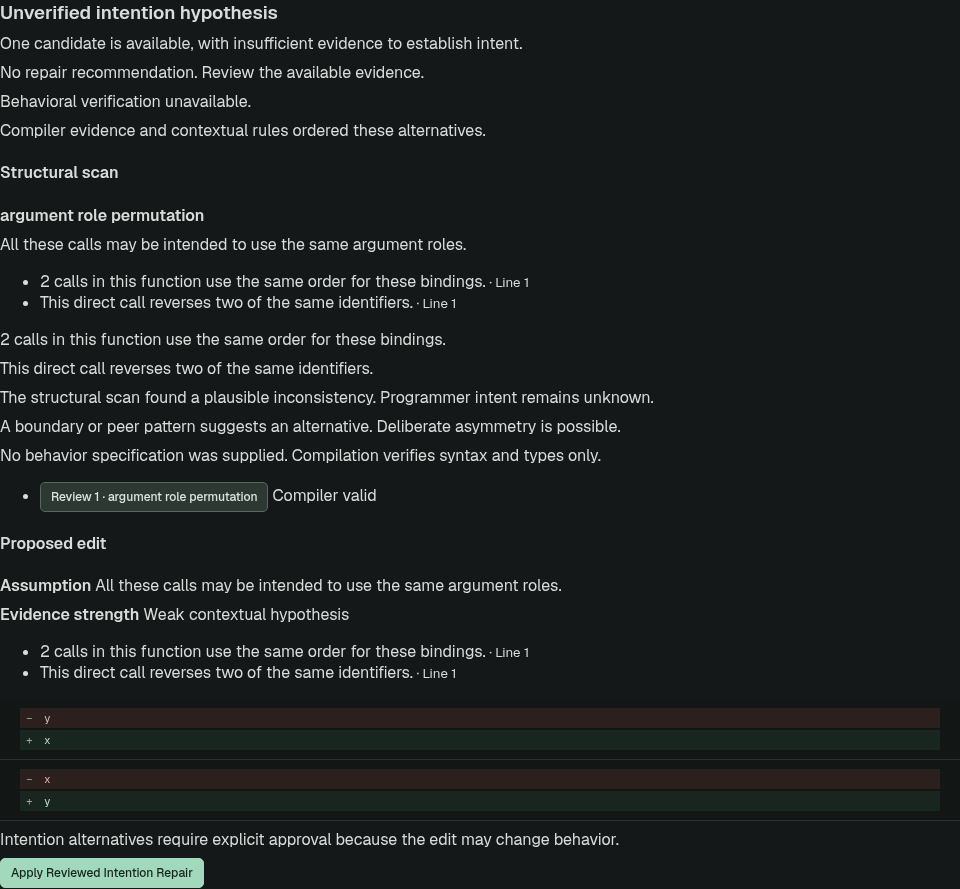 Unverified intention hypothesis
One candidate is available, with insufficient evidence to establish intent.
No repair recommendation. Review the available evidence.
Behavioral verification unavailable.
Compiler evidence and contextual rules ordered these alternatives.
Structural scan
argument role permutation
All these calls may be intended to use the same argument roles.
• 2 calls in this function use the same order for these bindings. · Line 1
• This direct call reverses two of the same identifiers. · Line 1
2 calls in this function use the same order for these bindings.
This direct call reverses two of the same identifiers.
The structural scan found a plausible inconsistency. Programmer intent remains unknown.
A boundary or peer pattern suggests an alternative. Deliberate asymmetry is possible.
No behavior specification was supplied. Compilation verifies syntax and types only.
• Review 1 · argument role permutation Compiler valid
Proposed edit
Assumption All these calls may be intended to use the same argument roles.
Evidence strength Weak contextual hypothesis
• 2 calls in this function use the same order for these bindings. · Line 1
• This direct call reverses two of the same identifiers. · Line 1
− y
+ x
− x
+ y
Intention alternatives require explicit approval because the edit may change behavior.
Apply Reviewed Intention Repair